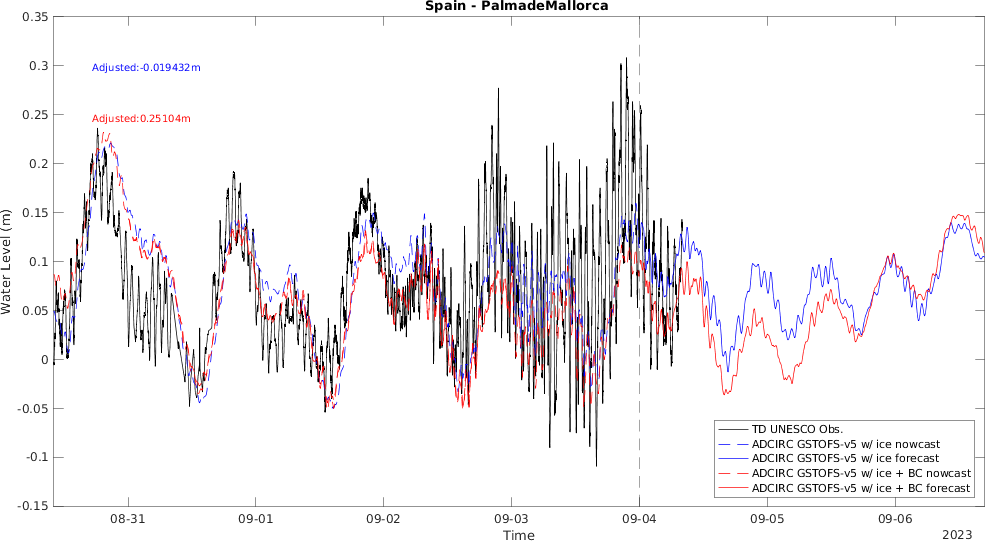 Spain - PalmadeMallorca
0.35
0.3
0.25
0.2
0.15
0.1
0.05
0
-0.05
-0.1
-0.15
Water Level (m)
Adjusted:-0.019432m
Adjusted:0.25104m
TD UNESCO Obs.
ADCIRC GSTOFS-v5 w/ ice nowcast
ADCIRC GSTOFS-v5 w/ ice forecast
ADCIRC GSTOFS-v5 w/ ice + BC nowcast
ADCIRC GSTOFS-v5 w/ ice + BC forecast
08-31 09-01 09-02 09-03 09-04 09-05 09-06
Time
2023